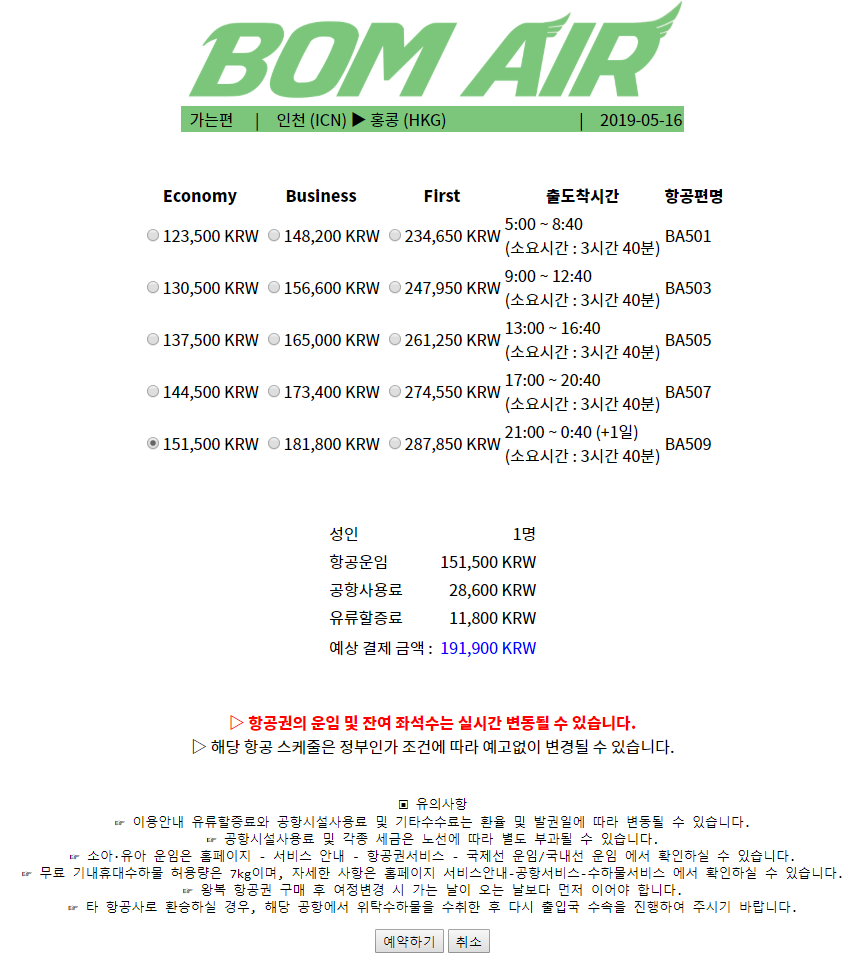 BOM AIR
가는편 | 인천 (ICN) ▶ 홍콩 (HKG) | 2019-05-16
Economy Business First 출도착시간 항공편명
123,500 KRW 148,200 KRW 234,650 KRW 5:00 ~ 8:40 (소요시간 : 3시간 40분) BA501
130,500 KRW 156,600 KRW 247,950 KRW 9:00 ~ 12:40 (소요시간 : 3시간 40분) BA503
137,500 KRW 165,000 KRW 261,250 KRW 13:00 ~ 16:40 (소요시간 : 3시간 40분) BA505
144,500 KRW 173,400 KRW 274,550 KRW 17:00 ~ 20:40 (소요시간 : 3시간 40분) BA507
151,500 KRW 181,800 KRW 287,850 KRW 21:00 ~ 0:40 (+1일) (소요시간 : 3시간 40분) BA509
성인 1명
항공운임 151,500 KRW
공항사용료 28,600 KRW
유류할증료 11,800 KRW
예상 결제 금액 : 191,900 KRW
▷ 항공권의 운임 및 잔여 좌석수는 실시간 변동될 수 있습니다.
▷ 해당 항공 스케줄은 정부인가 조건에 따라 예고없이 변경될 수 있습니다.
▣ 유의사항
☞ 이용안내 유류할증료와 공항시설사용료 및 기타수수료는 환율 및 발권일에 따라 변동될 수 있습니다.
☞ 공항시설사용료 및 각종 세금은 노선에 따라 별도 부과될 수 있습니다.
☞ 소아·유아 운임은 홈페이지 - 서비스 안내 - 항공권서비스 - 국제선 운임/국내선 운임 에서 확인하실 수 있습니다.
☞ 무료 기내휴대수하물 허용량은 7kg이며, 자세한 사항은 홈페이지 서비스안내-공항서비스-수하물서비스 에서 확인하실 수 있습니다.
☞ 왕복 항공권 구매 후 여정변경 시 가는 날이 오는 날보다 먼저 이어야 합니다.
☞ 타 항공사로 환승하실 경우, 해당 공항에서 위탁수하물을 수취한 후 다시 출입국 수속을 진행하여 주시기 바랍니다.
예약하기 취소